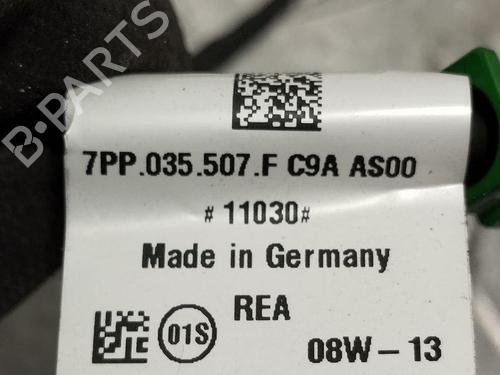 B-PARTS
7PP.035.507.F C9A AS00
#11030#
Made in Germany
01S
REA
08W-13